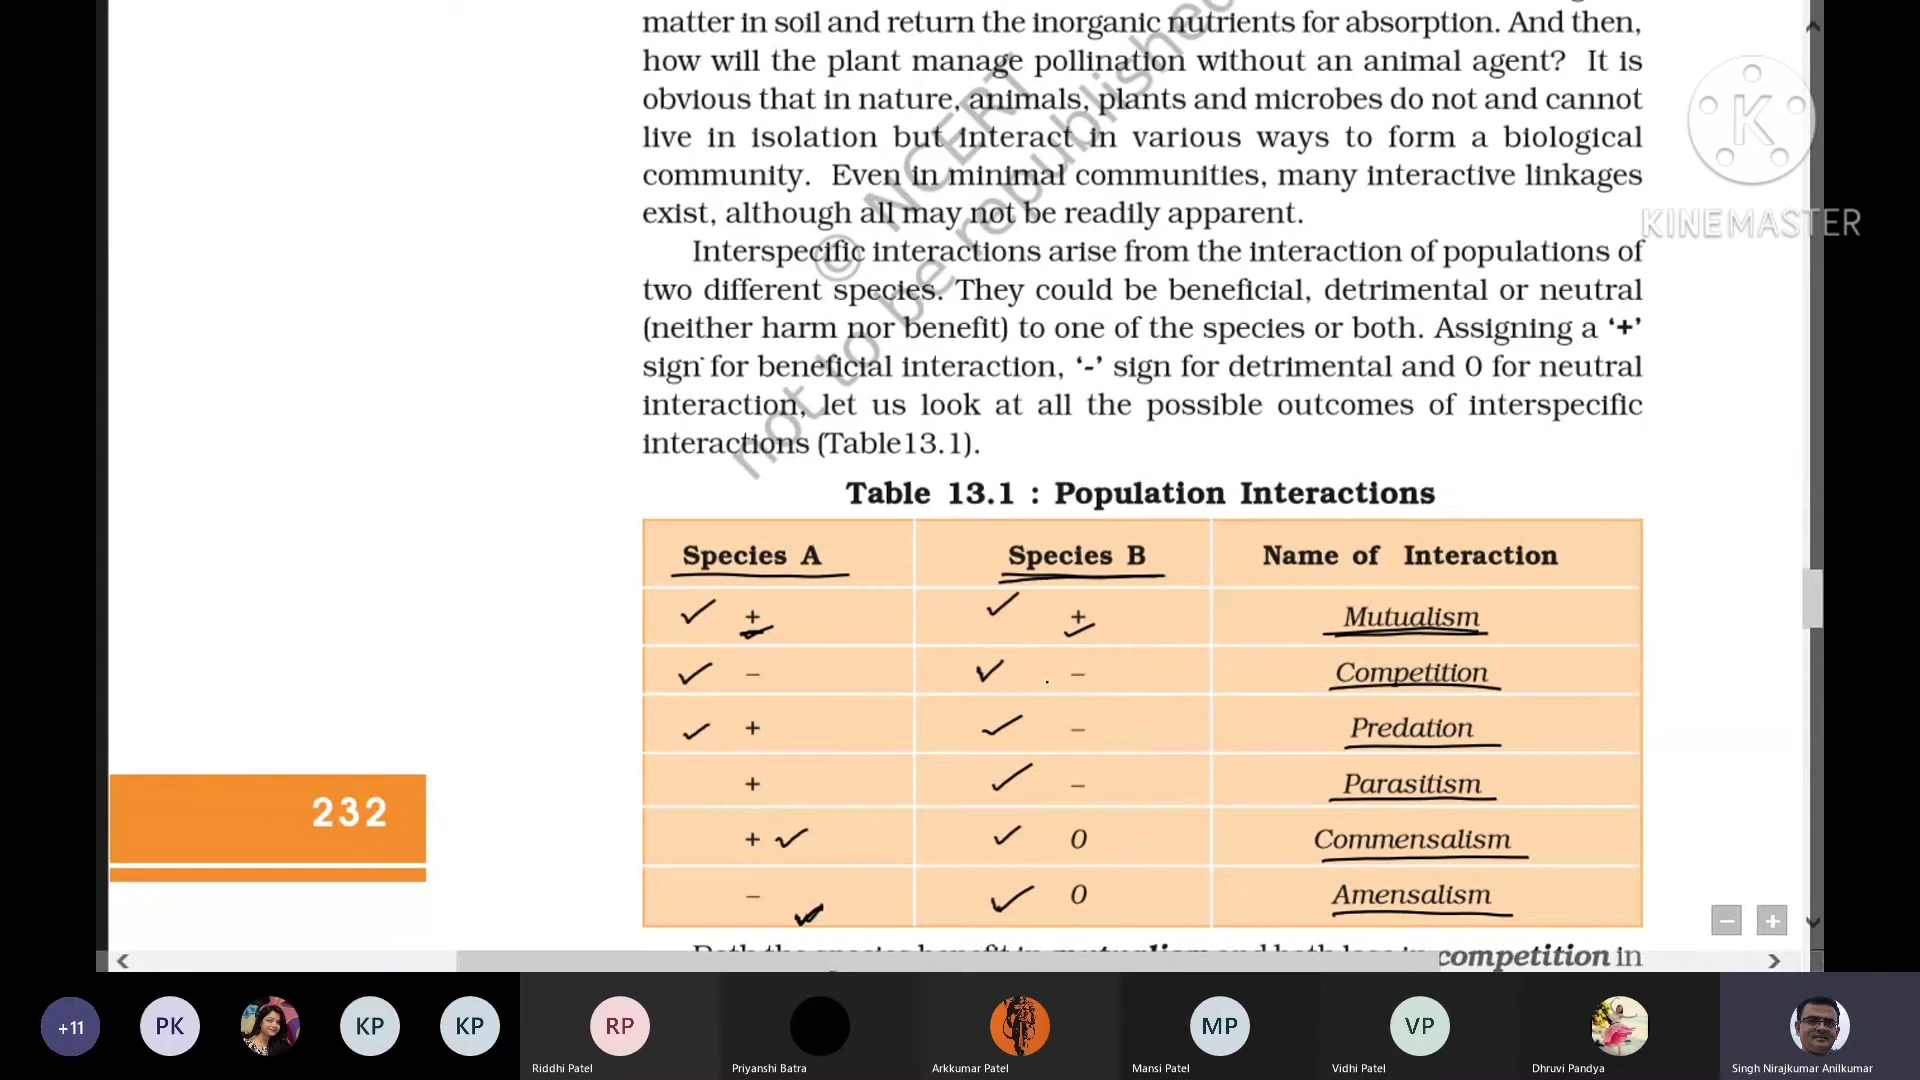 matter in soil and return the inorganic nutrients for absorption. And then,
how will the plant manage pollination without an animal agent? It is
obvious that in nature, animals, plants and microbes do not and cannot
live in isolation but interact in various ways to form a biological
community. Even in minimal communities, many interactive linkages
exist, although all may not be readily apparent.
Interspecific interactions arise from the interaction of populations of
two different species. They could be beneficial, detrimental or neutral
(neither harm nor benefit) to one of the species or both. Assigning a ‘+’
sign for beneficial interaction, ‘-’ sign for detrimental and 0 for neutral
interaction, let us look at all the possible outcomes of interspecific
interactions (Table13.1).
© NCERT
not to be republished
K
KINEMASTER
Table 13.1 : Population Interactions
Species A Species B Name of Interaction
+ + Mutualism
– – Competition
+ – Predation
+ – Parasitism
+ 0 Commensalism
– 0 Amensalism
232
competition in
+11 PK KP KP RP MP VP
Riddhi Patel Priyanshi Batra Arkkumar Patel Mansi Patel Vidhi Patel Dhruvi Pandya Singh Nirajkumar Anilkumar